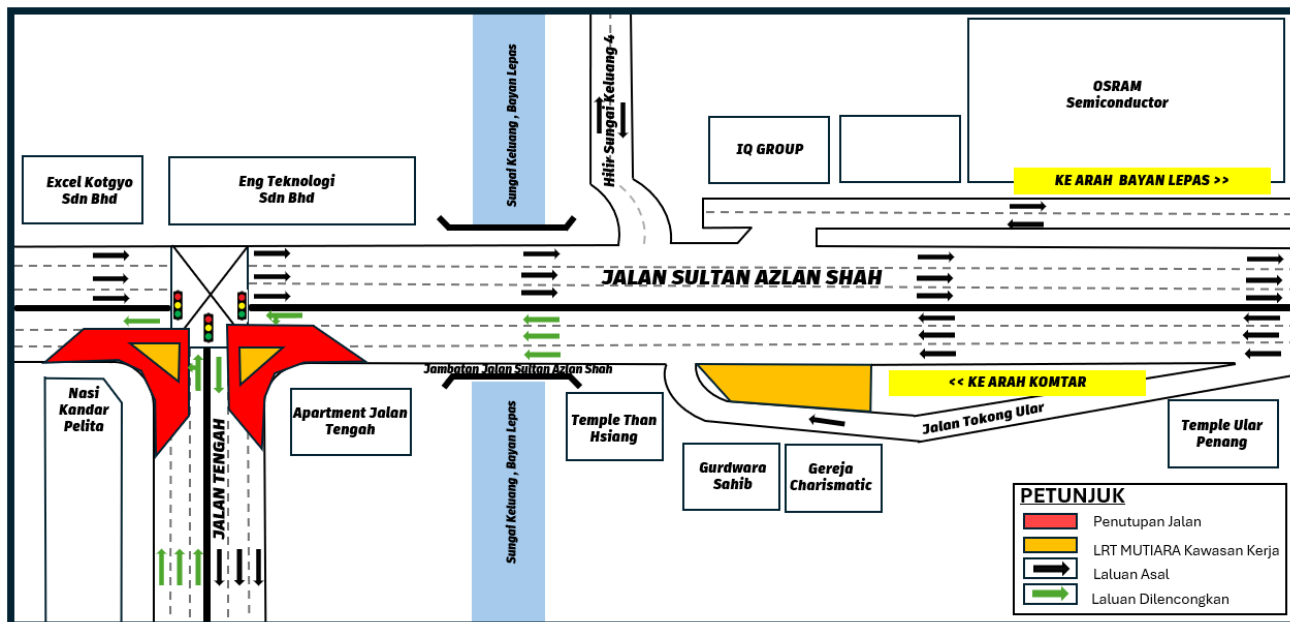 Sungai Keluang , Bayan Lepas
Hilir Sungai Keluang 4
OSRAM
Semiconductor
IQ GROUP
Excel Kotgyo
Sdn Bhd
Eng Teknologi
Sdn Bhd
KE ARAH  BAYAN LEPAS >>
JALAN SULTAN AZLAN SHAH
Jambatan Jalan Sultan Azlan Shah
<< KE ARAH KOMTAR
Nasi
Kandar
Pelita
Apartment Jalan
Tengah
Temple Than
Hsiang
Jalan Tokong Ular
Temple Ular
Penang
JALAN TENGAH
Sungai Keluang , Bayan Lepas
Gurdwara
Sahib
Gereja
Charismatic
PETUNJUK
Penutupan Jalan
LRT MUTIARA Kawasan Kerja
Laluan Asal
Laluan Dilencongkan